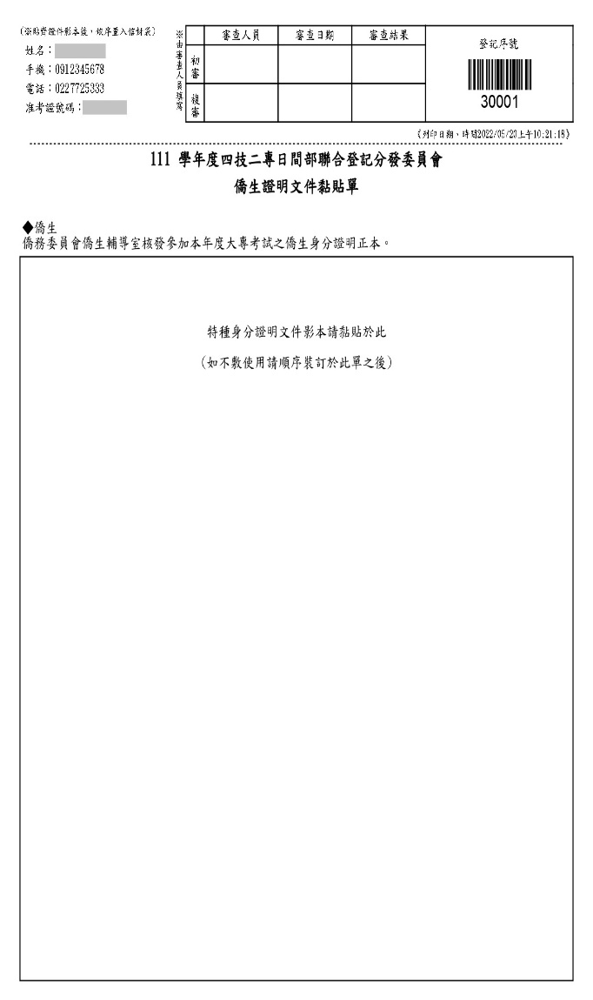 (※貼齊證件影本後，依序置入信封袋)
姓名：
手機：0912345678
電話：0227725333
准考證號碼：
※由審查人員填寫
審查人員 審查日期 審查結果
初審
複審
登記序號
30001
《列印日期、時間2022/05/23上午10:21:18》
111 學年度四技二專日間部聯合登記分發委員會
僑生證明文件黏貼單
◆僑生
僑務委員會僑生輔導室核發參加本年度大專考試之僑生身分證明正本。
特種身分證明文件影本請黏貼於此
(如不敷使用請順序裝訂於此單之後)